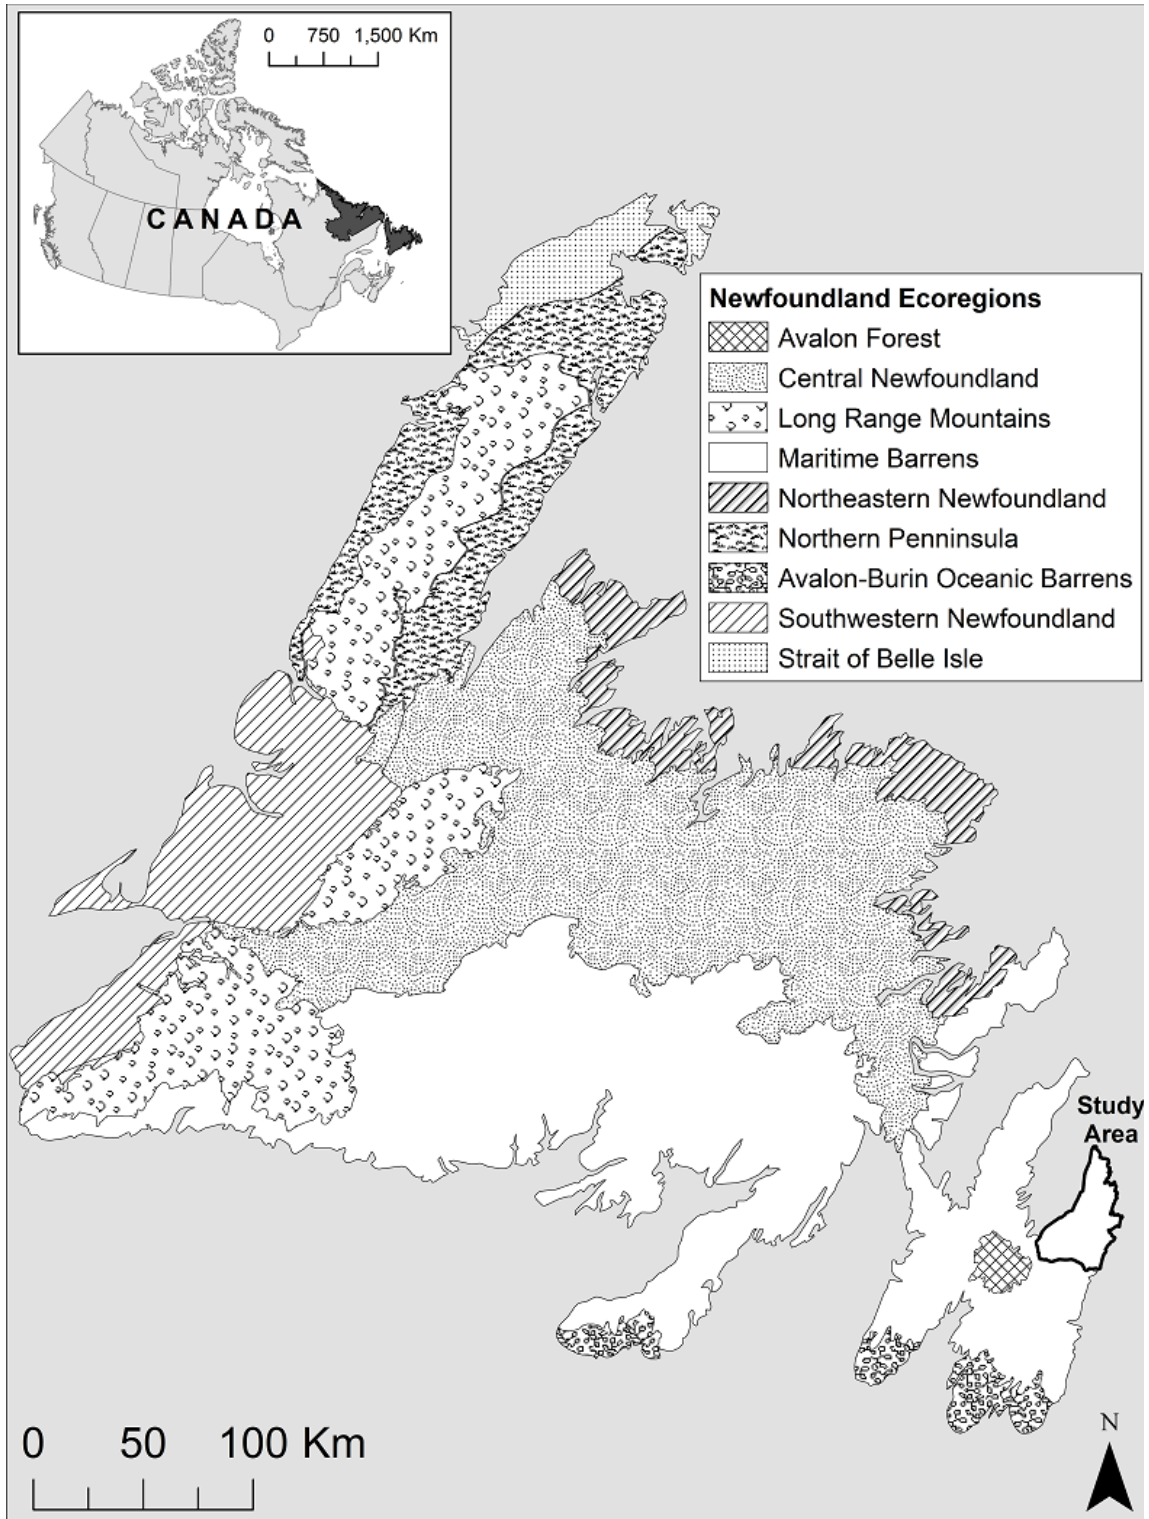 0 750 1,500 Km
CANADA
Newfoundland Ecoregions
Avalon Forest
Central Newfoundland
Long Range Mountains
Maritime Barrens
Northeastern Newfoundland
Northern Penninsula
Avalon-Burin Oceanic Barrens
Southwestern Newfoundland
Strait of Belle Isle
Study
Area
0 50 100 Km
N